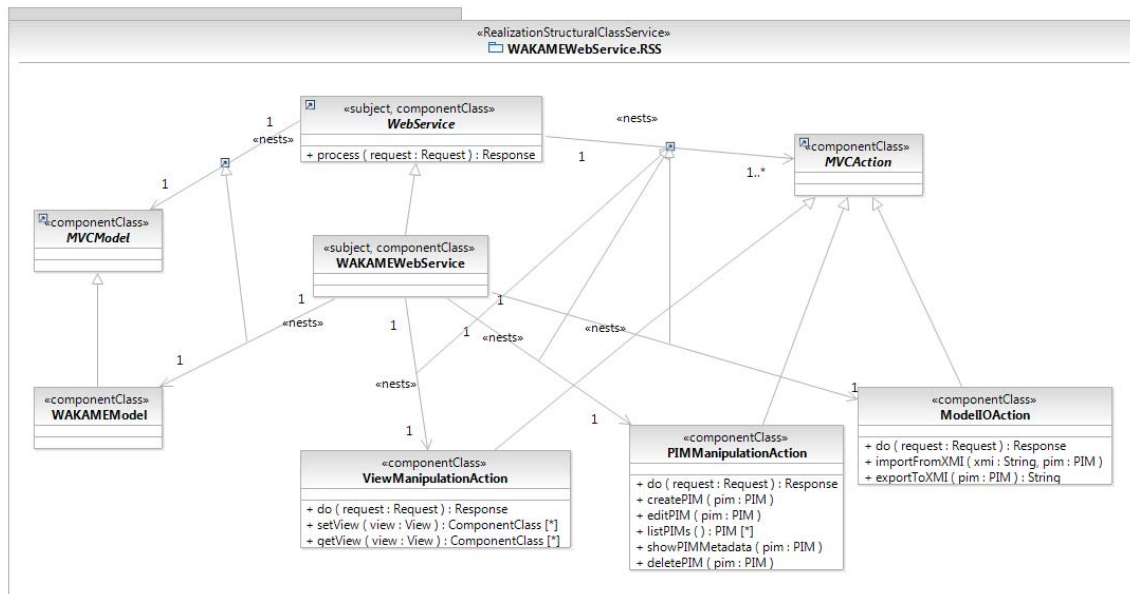 «RealizationStructuralClassService»
WAKAMEWebService.RSS
«subject, componentClass»
WebService
+ process ( request : Request ) : Response
1
«nests»
1
«nests»
1
1..*
«componentClass»
MVCAction
«componentClass»
MVCModel
«subject, componentClass»
WAKAMEWebService
1
«nests»
1
1
«nests»
1
1
«nests»
1
1
«nests»
1
«componentClass»
WAKAMEModel
«componentClass»
ViewManipulationAction
+ do ( request : Request ) : Response
+ setView ( view : View ) : ComponentClass [*]
+ getView ( view : View ) : ComponentClass [*]
«componentClass»
PIMManipulationAction
+ do ( request : Request ) : Response
+ createPIM ( pim : PIM )
+ editPIM ( pim : PIM )
+ listPIMs ( ) : PIM [*]
+ showPIMMetadata ( pim : PIM )
+ deletePIM ( pim : PIM )
«componentClass»
ModelIOAction
+ do ( request : Request ) : Response
+ importFromXMI ( xmi : String, pim : PIM )
+ exportToXMI ( pim : PIM ) : String